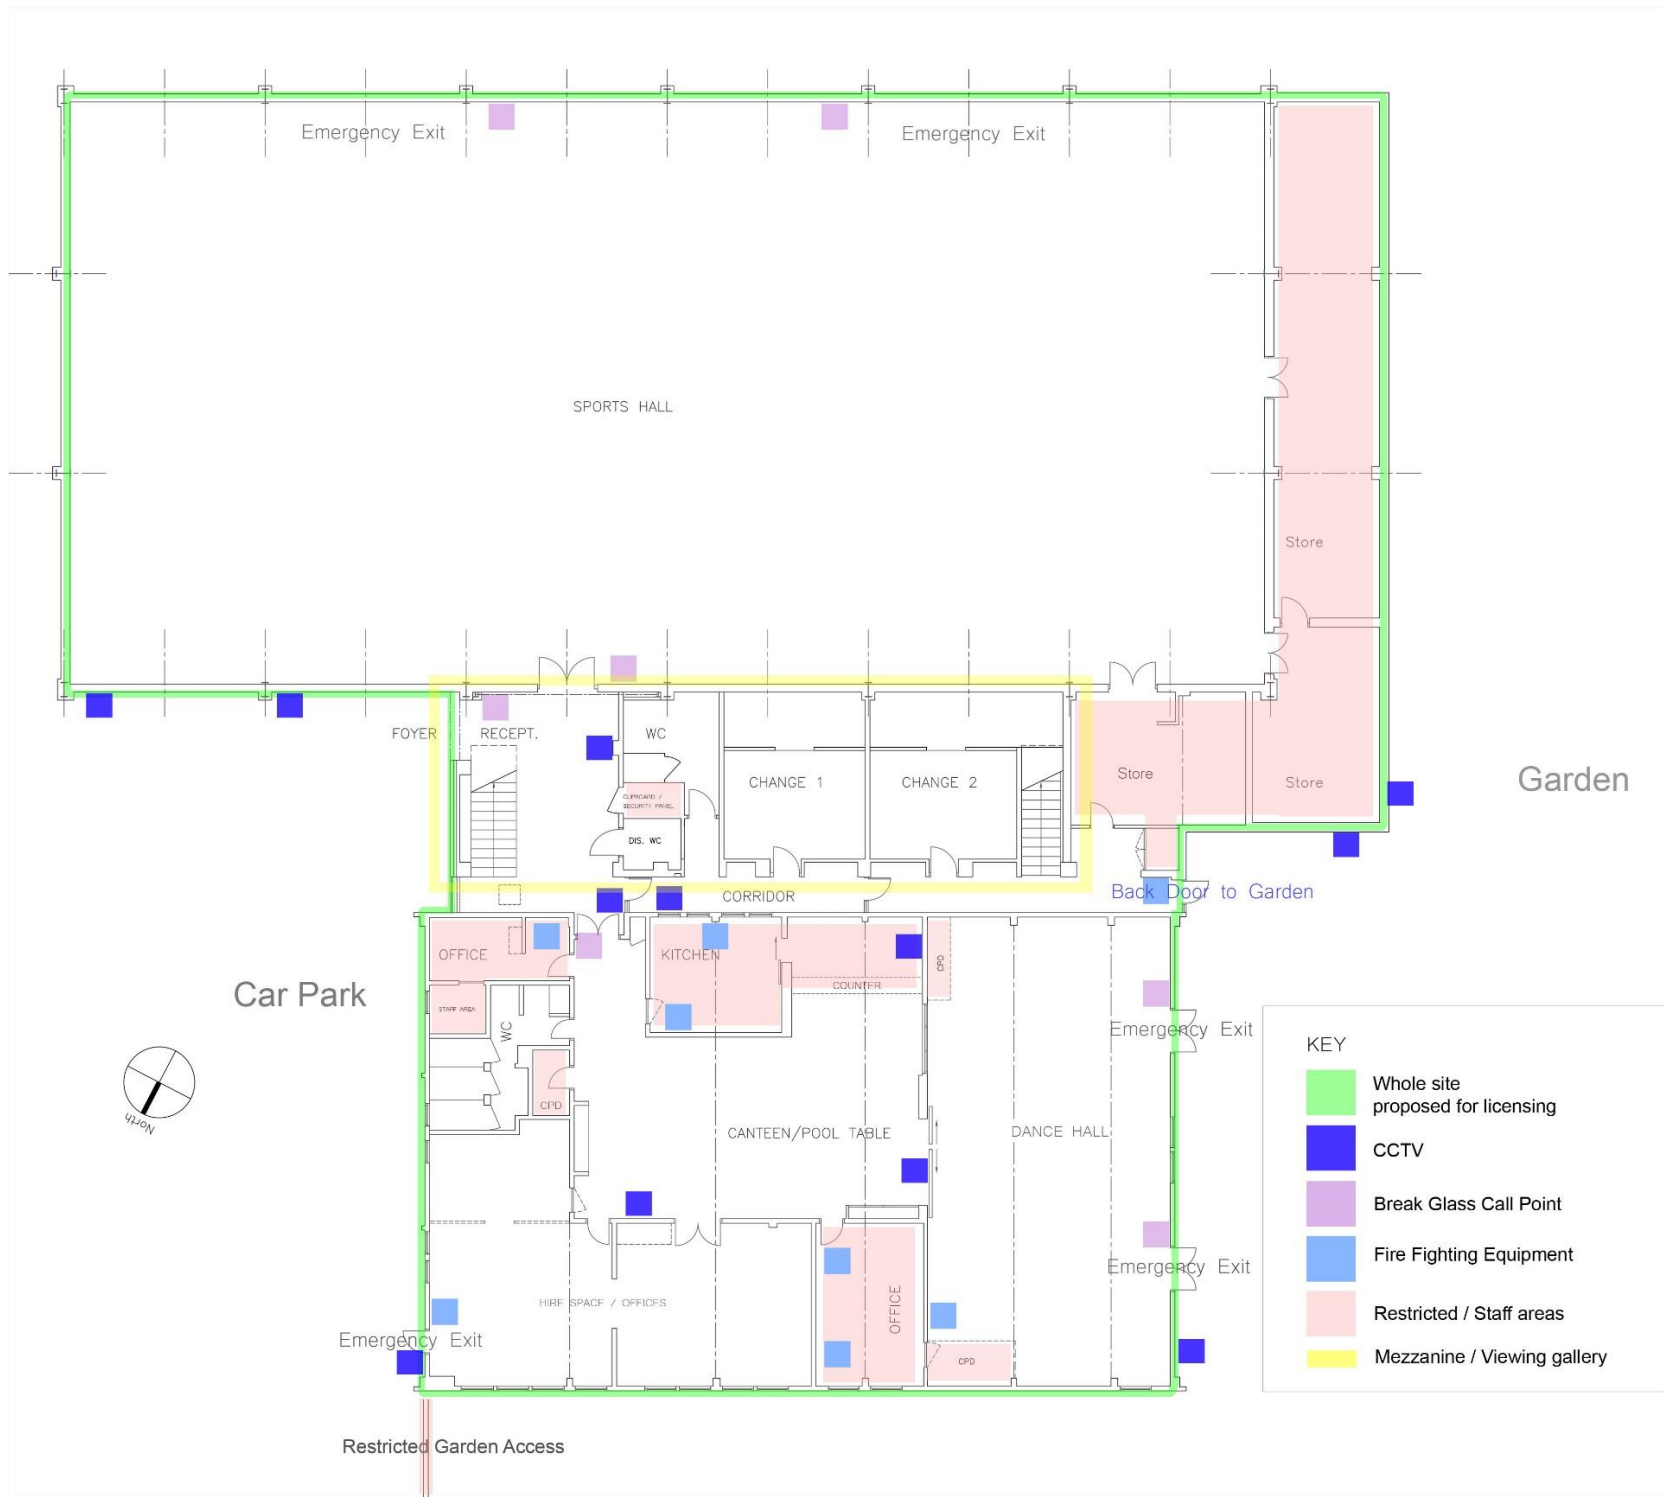 Emergency Exit
Emergency Exit
SPORTS HALL
Store
FOYER
RECEPT.
WC
CHANGE 1
CHANGE 2
Store
Store
Garden
CUPBOARD /
SECURITY PANEL
DIS. WC
CORRIDOR
Back Door to Garden
OFFICE
KITCHEN
COUNTER
CPD
Car Park
STAFF AREA
WC
CPD
Emergency Exit
North
CANTEEN/POOL TABLE
DANCE HALL
Emergency Exit
HIRE SPACE / OFFICES
OFFICE
Emergency Exit
CPD
Restricted Garden Access
KEY
Whole site
proposed for licensing
CCTV
Break Glass Call Point
Fire Fighting Equipment
Restricted / Staff areas
Mezzanine / Viewing gallery